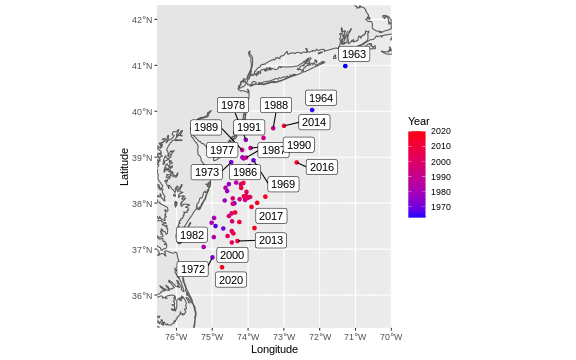 42°N
1963
41°N
Year
1964
1978
1988
40°N
2014
2020
1989
1991
2010
1977
1987
1990
39°N
2000
2016
1990
1973
1986
1980
1969
1970
Latitude
38°N
2017
1982
2013
37°N
2000
1972
2020
36°N
76°W
75°W
74°W
73°W
72°W
71°W
70°W
Longitude